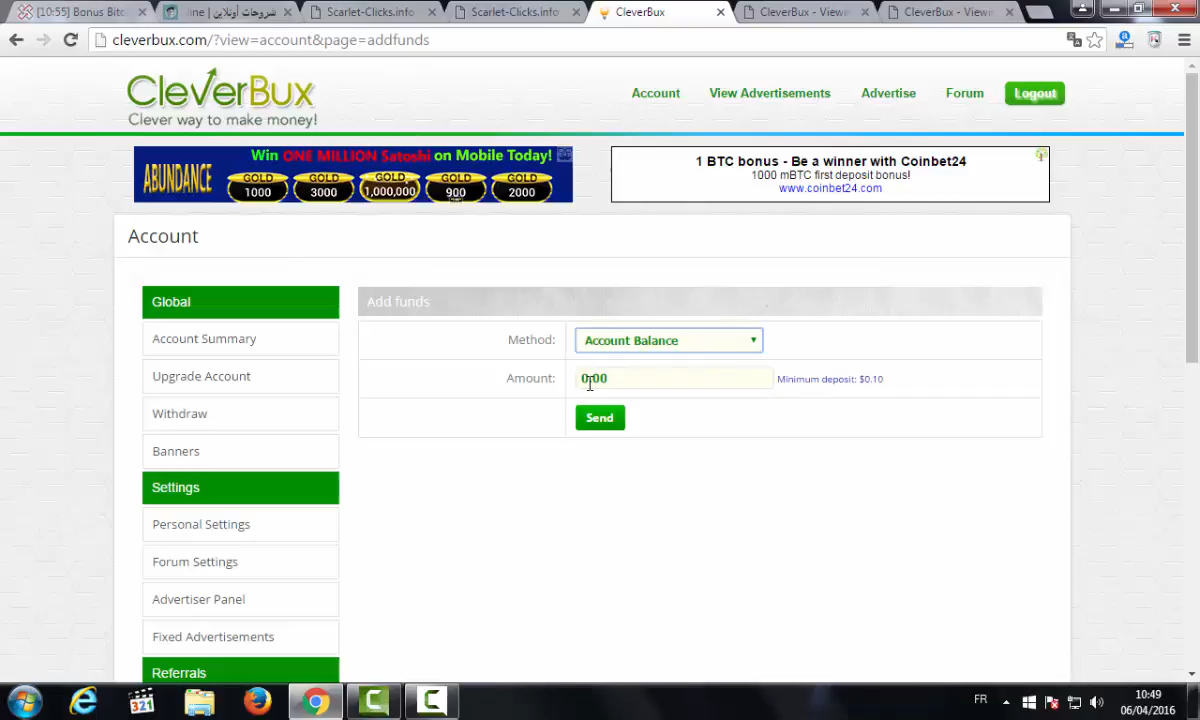 [10:55] Bonus Bitc
شروحات أونلاين | ine
Scarlet-Clicks.info
Scarlet-Clicks.info
CleverBux
CleverBux - Viewi
CleverBux - Viewi
cleverbux.com/?view=account&page=addfunds
CleverBux
Clever way to make money!
Account
View Advertisements
Advertise
Forum
Logout
Win ONE MILLION Satoshi on Mobile Today!
ABUNDANCE
GOLD 1000
GOLD 3000
GOLD 1,000,000
GOLD 900
GOLD 2000
1 BTC bonus - Be a winner with Coinbet24
1000 mBTC first deposit bonus!
www.coinbet24.com
Account
Global
Account Summary
Upgrade Account
Withdraw
Banners
Settings
Personal Settings
Forum Settings
Advertiser Panel
Fixed Advertisements
Referrals
Add funds
Method:
Account Balance
Amount:
0.00
Minimum deposit: $0.10
Send
321
FR
10:49
06/04/2016